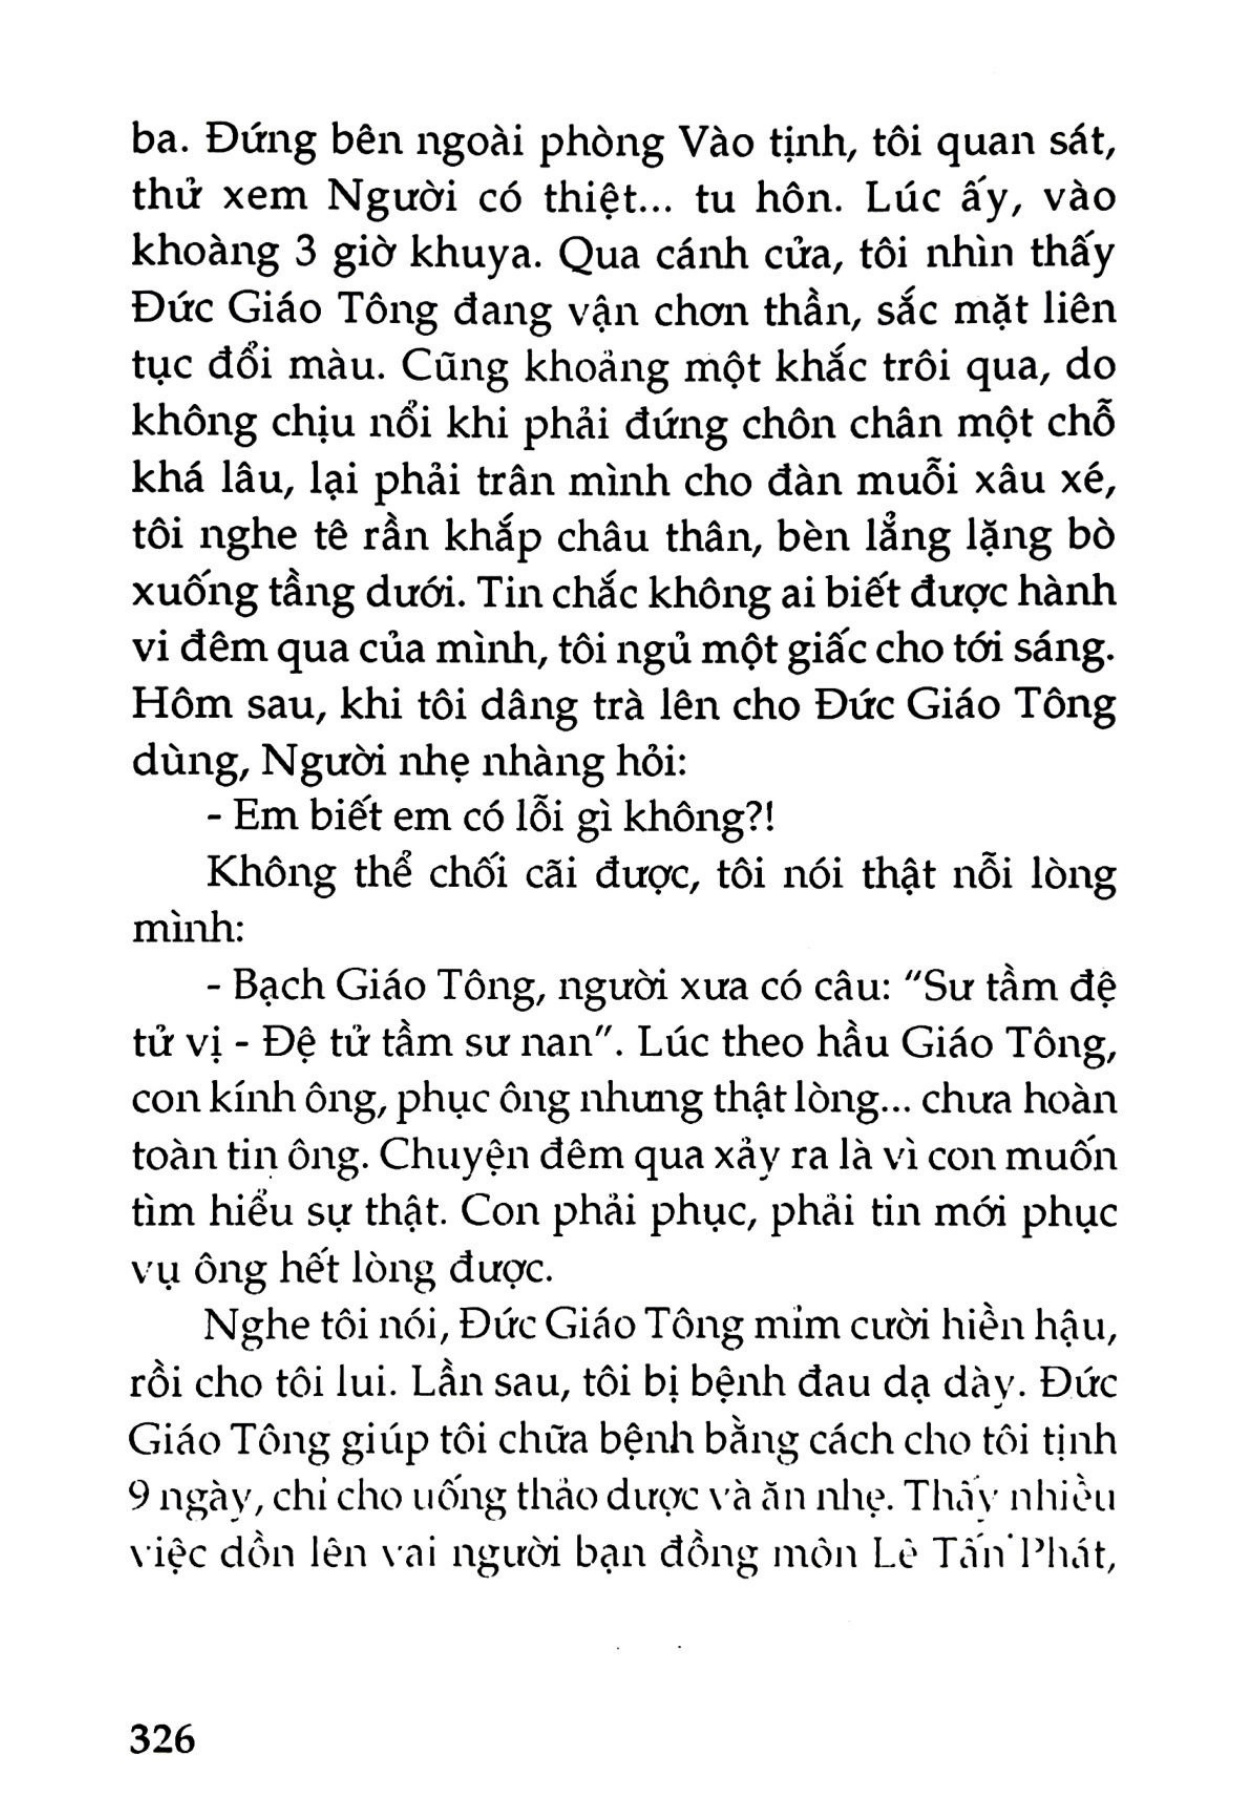 ba. Đứng bên ngoài phòng Vào tịnh, tôi quan sát,
thử xem Người có thiệt... tu hôn. Lúc ấy, vào
khoàng 3 giờ khuya. Qua cánh cửa, tôi nhìn thấy
Đức Giáo Tông đang vận chơn thần, sắc mặt liên
tục đổi màu. Cũng khoảng một khắc trôi qua, do
không chịu nổi khi phải đứng chôn chân một chỗ
khá lâu, lại phải trân mình cho đàn muỗi xâu xé,
tôi nghe tê rần khắp châu thân, bèn lẳng lặng bò
xuống tầng dưới. Tin chắc không ai biết được hành
vi đêm qua của mình, tôi ngủ một giấc cho tới sáng.
Hôm sau, khi tôi dâng trà lên cho Đức Giáo Tông
dùng, Người nhẹ nhàng hỏi:
- Em biết em có lỗi gì không?!
Không thể chối cãi được, tôi nói thật nỗi lòng
mình:
- Bạch Giáo Tông, người xưa có câu: "Sư tầm đệ
tử vị - Đệ tử tầm sư nan". Lúc theo hầu Giáo Tông,
con kính ông, phục ông nhưng thật lòng... chưa hoàn
toàn tin ông. Chuyện đêm qua xảy ra là vì con muốn
tìm hiểu sự thật. Con phải phục, phải tin mới phục
vụ ông hết lòng được.
Nghe tôi nói, Đức Giáo Tông mỉm cười hiền hậu,
rồi cho tôi lui. Lần sau, tôi bị bệnh đau dạ dày. Đức
Giáo Tông giúp tôi chữa bệnh bằng cách cho tôi tịnh
9 ngày, chỉ cho uống thảo dược và ăn nhẹ. Thấy nhiều
việc dồn lên vai người bạn đồng môn Lê Tấn Phát,
326